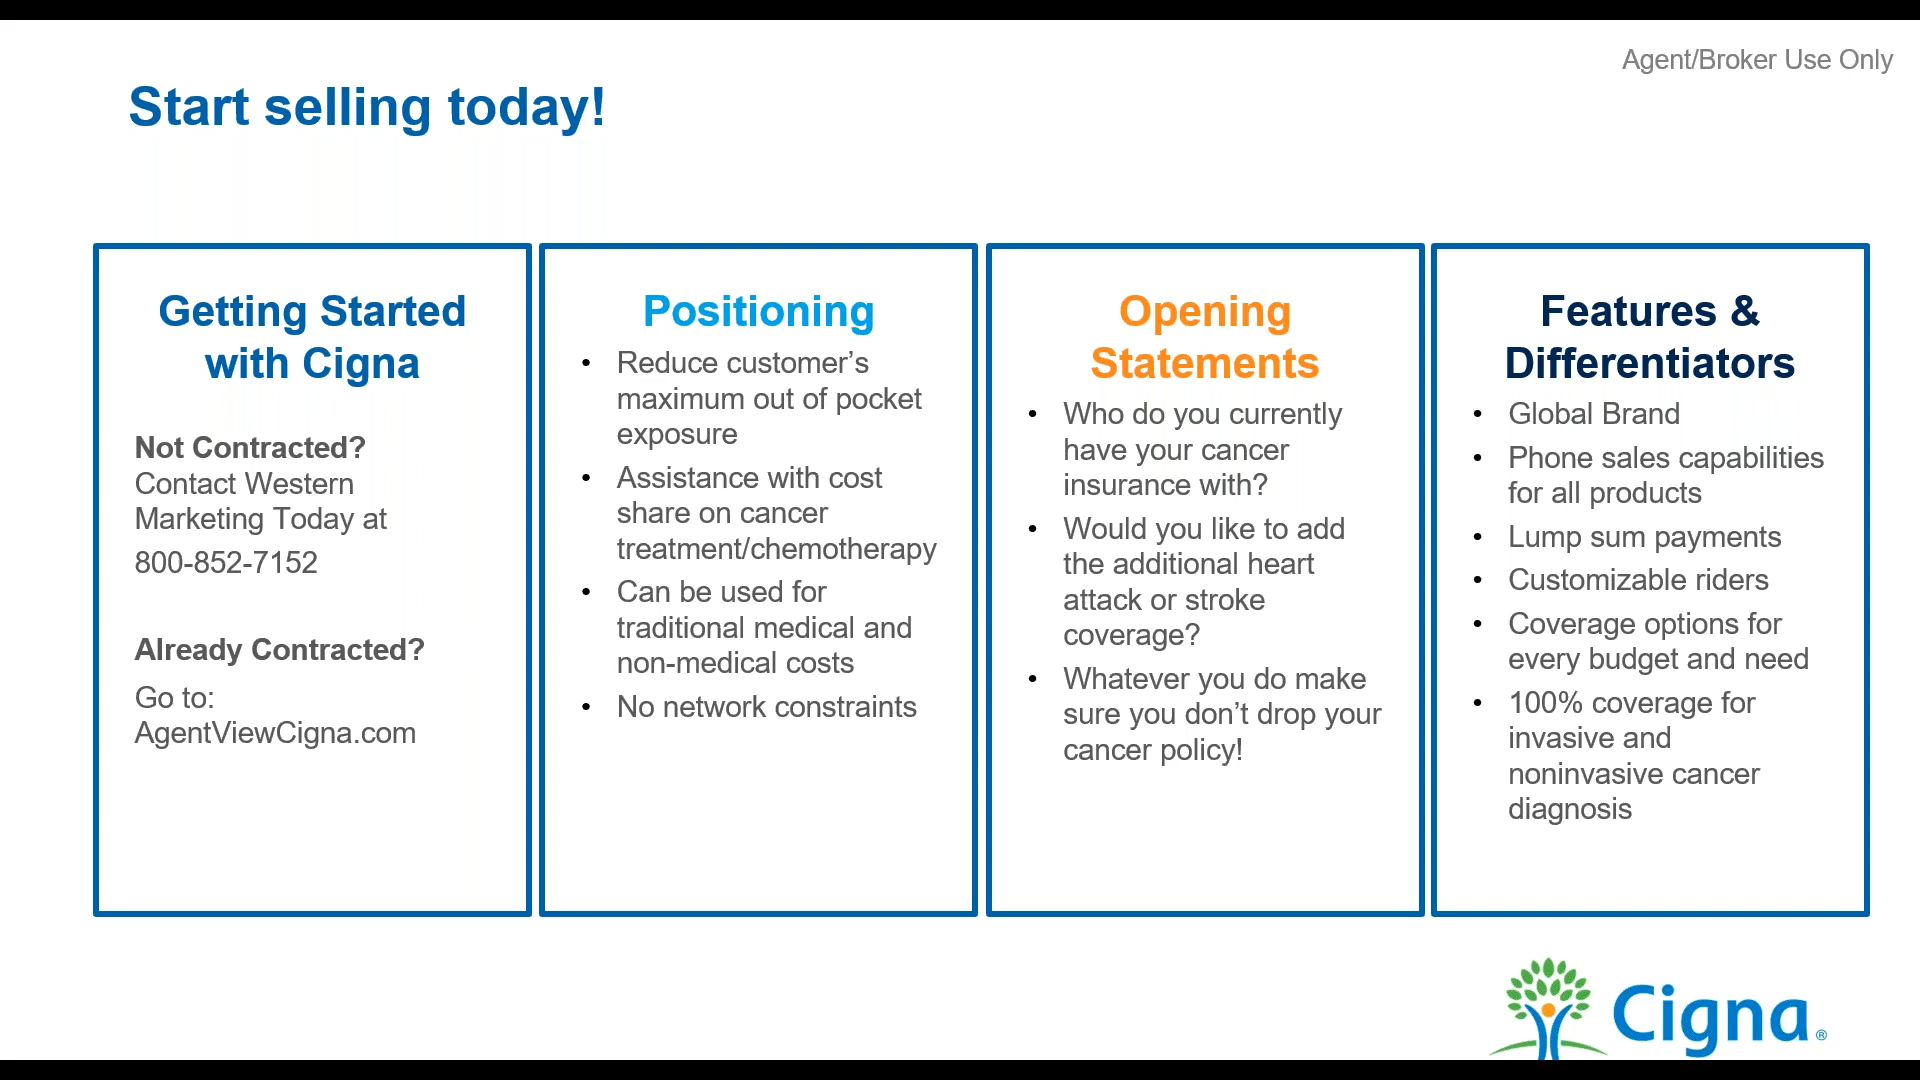 Agent/Broker Use Only
Start selling today!
Getting Started
with Cigna
Not Contracted?
Contact Western
Marketing Today at
800-852-7152
Already Contracted?
Go to:
AgentViewCigna.com
Positioning
• Reduce customer’s
maximum out of pocket
exposure
• Assistance with cost
share on cancer
treatment/chemotherapy
• Can be used for
traditional medical and
non-medical costs
• No network constraints
Opening
Statements
• Who do you currently
have your cancer
insurance with?
• Would you like to add
the additional heart
attack or stroke
coverage?
• Whatever you do make
sure you don’t drop your
cancer policy!
Features &
Differentiators
• Global Brand
• Phone sales capabilities
for all products
• Lump sum payments
• Customizable riders
• Coverage options for
every budget and need
• 100% coverage for
invasive and
noninvasive cancer
diagnosis
Cigna®